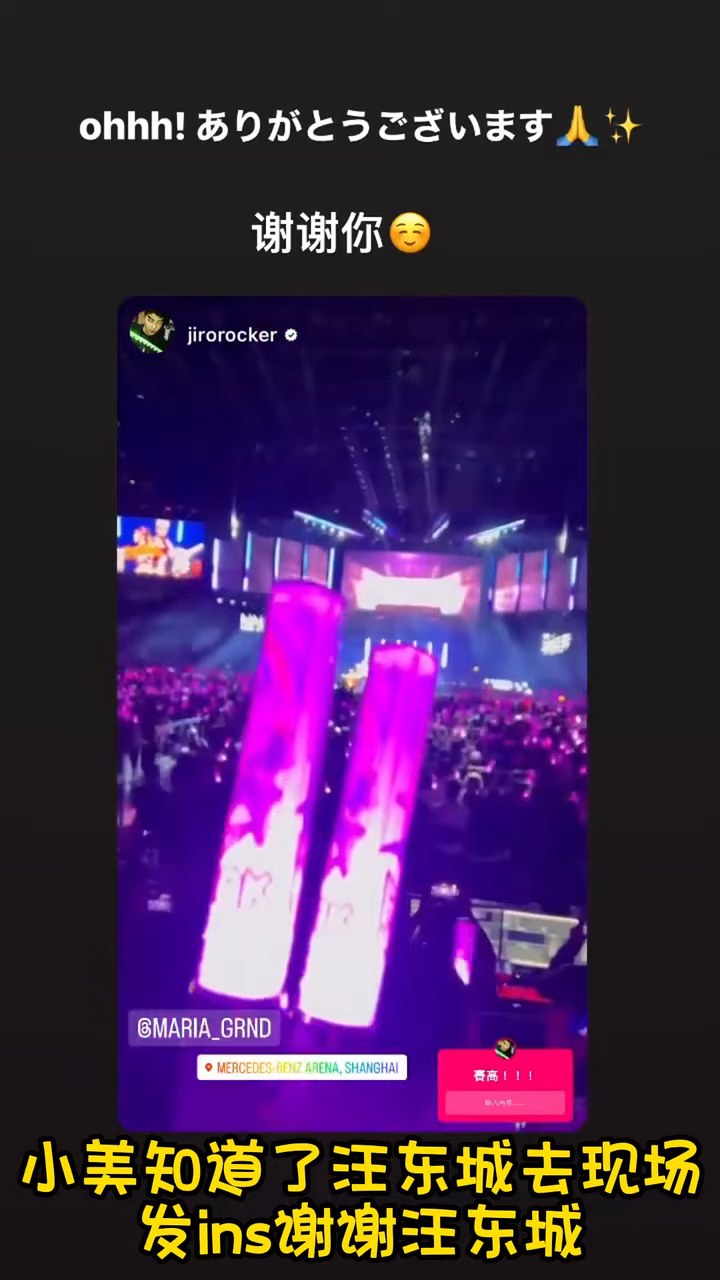 ohhh! ありがとうございます🙏✨
谢谢你☺️
jirorocker
@MARIA_GRND
MERCEDES-BENZ ARENA, SHANGHAI
賽高！！！
小美知道了汪东城去现场
发ins谢谢汪东城